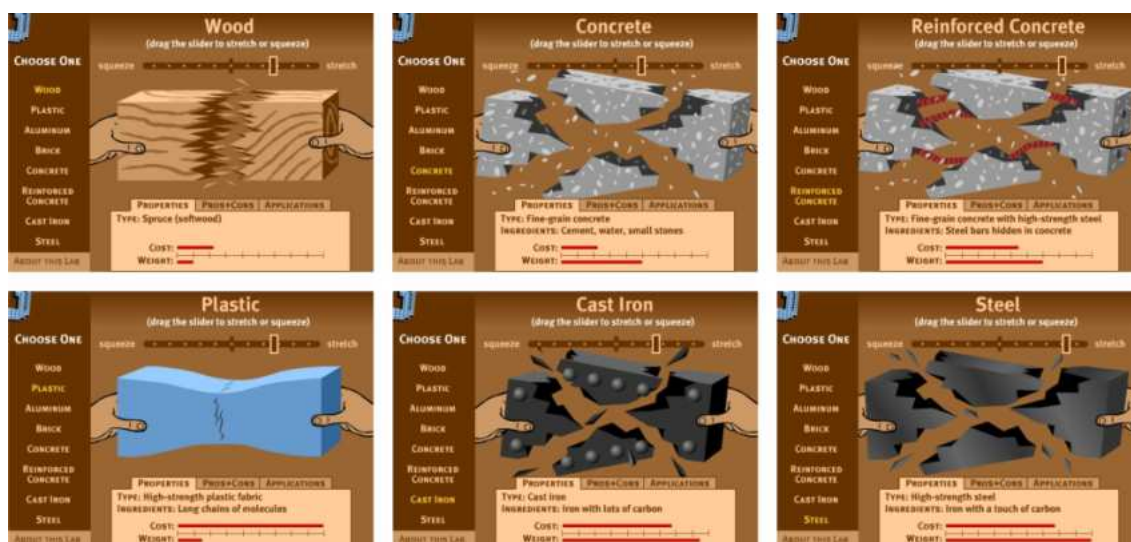 Wood
(drag the slider to stretch or squeeze)
CHOOSE ONE
squeeze stretch
WOOD
PLASTIC
ALUMINUM
BRICK
CONCRETE
REINFORCED
CONCRETE
CAST IRON
STEEL
ABOUT THIS LAB
PROPERTIES PROS+CONS APPLICATIONS
TYPE: Spruce (softwood)
COST:
WEIGHT:
Concrete
(drag the slider to stretch or squeeze)
CHOOSE ONE
squeeze stretch
WOOD
PLASTIC
ALUMINUM
BRICK
CONCRETE
REINFORCED
CONCRETE
CAST IRON
STEEL
ABOUT THIS LAB
PROPERTIES PROS+CONS APPLICATIONS
TYPE: Fine-grain concrete
INGREDIENTS: Cement, water, small stones
COST:
WEIGHT:
Reinforced Concrete
(drag the slider to stretch or squeeze)
CHOOSE ONE
squeeze stretch
WOOD
PLASTIC
ALUMINUM
BRICK
CONCRETE
REINFORCED
CONCRETE
CAST IRON
STEEL
ABOUT THIS LAB
PROPERTIES PROS+CONS APPLICATIONS
TYPE: Fine-grain concrete with high-strength steel
INGREDIENTS: Steel bars hidden in concrete
COST:
WEIGHT:
Plastic
(drag the slider to stretch or squeeze)
CHOOSE ONE
squeeze stretch
WOOD
PLASTIC
ALUMINUM
BRICK
CONCRETE
REINFORCED
CONCRETE
CAST IRON
STEEL
ABOUT THIS LAB
PROPERTIES PROS+CONS APPLICATIONS
TYPE: High-strength plastic fabric
INGREDIENTS: Long chains of molecules
COST:
WEIGHT:
Cast Iron
(drag the slider to stretch or squeeze)
CHOOSE ONE
squeeze stretch
WOOD
PLASTIC
ALUMINUM
BRICK
CONCRETE
REINFORCED
CONCRETE
CAST IRON
STEEL
ABOUT THIS LAB
PROPERTIES PROS+CONS APPLICATIONS
TYPE: Cast iron
INGREDIENTS: Iron with lots of carbon
COST:
WEIGHT:
Steel
(drag the slider to stretch or squeeze)
CHOOSE ONE
squeeze stretch
WOOD
PLASTIC
ALUMINUM
BRICK
CONCRETE
REINFORCED
CONCRETE
CAST IRON
STEEL
ABOUT THIS LAB
PROPERTIES PROS+CONS APPLICATIONS
TYPE: High-strength steel
INGREDIENTS: Iron with a touch of carbon
COST:
WEIGHT: